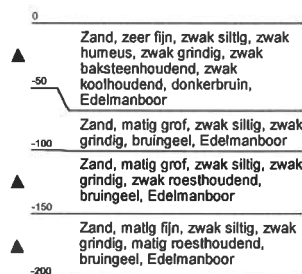 0
Zand, zeer fijn, zwak siltig, zwak
humeus, zwak grindig, zwak
baksteenhoudend, zwak
koolhoudend, donkerbruin,
Edelmanboor
-50
Zand, matig grof, zwak siltig, zwak
grindig, bruingeel, Edelmanboor
-100
Zand, matig grof, zwak siltig, zwak
grindig, zwak roesthoudend,
bruingeel, Edelmanboor
-150
Zand, matig fijn, zwak siltig, zwak
grindig, matig roesthoudend,
bruingeel, Edelmanboor
-200